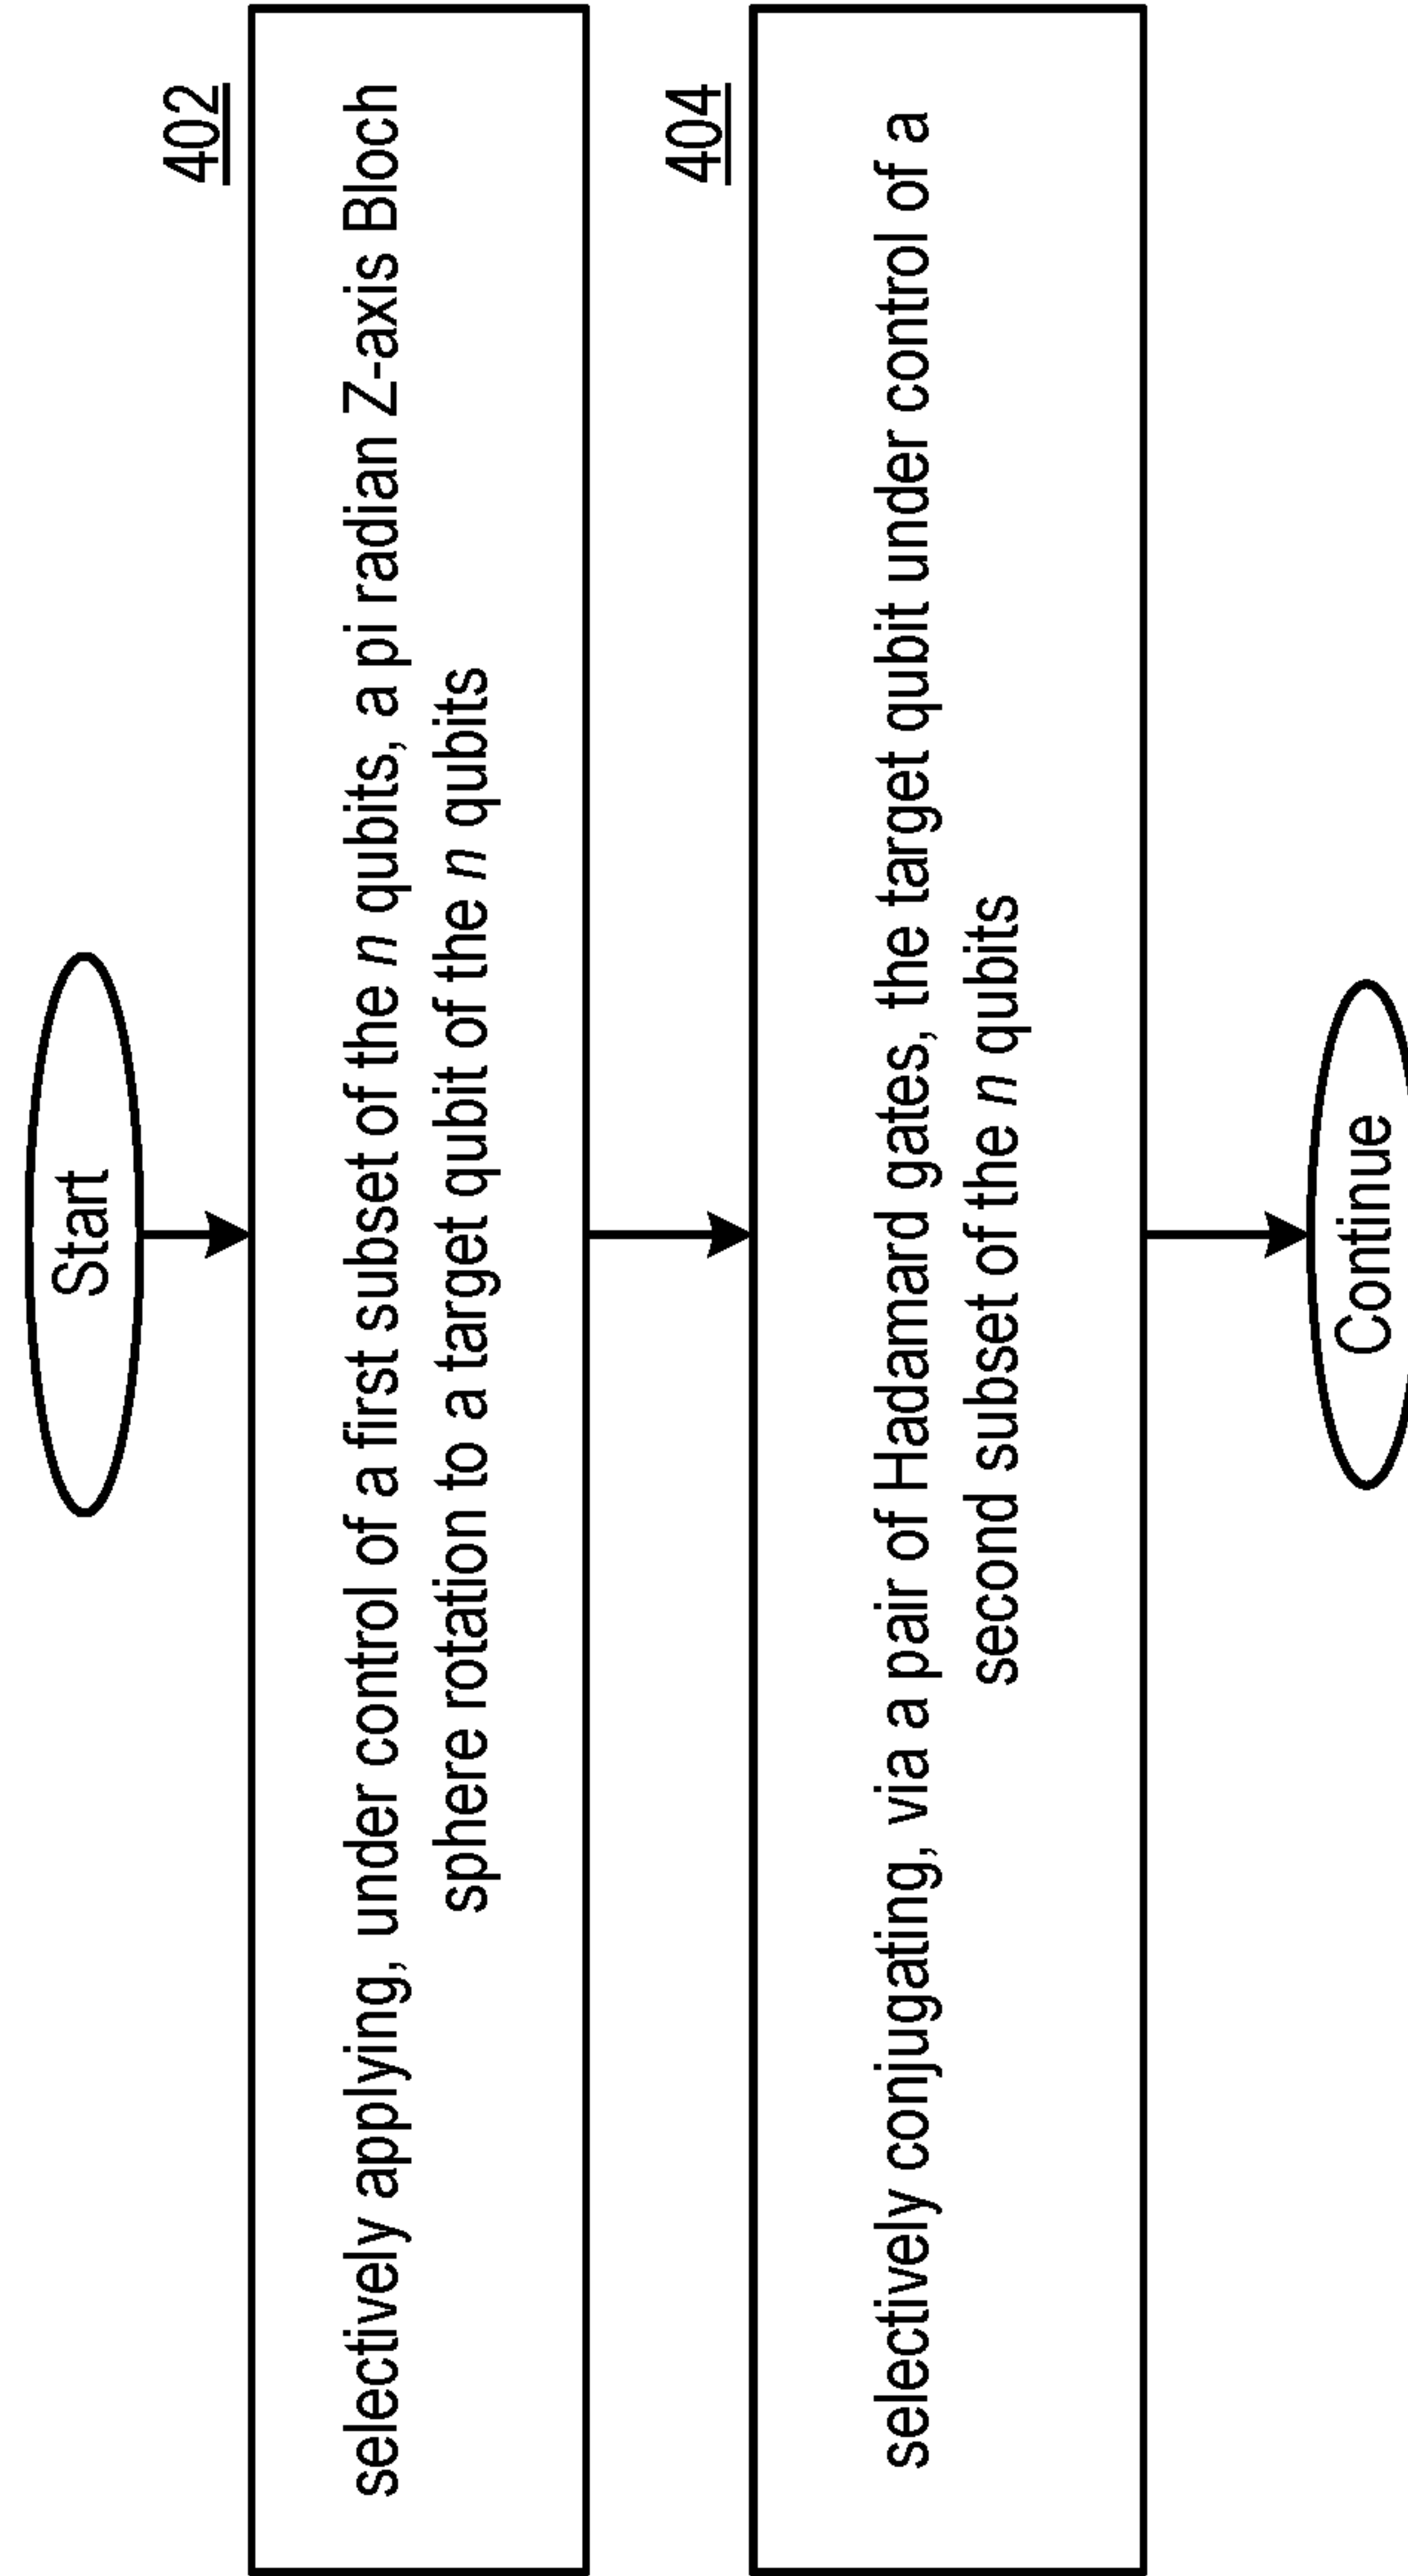 Start
402
selectively applying, under control of a first subset of the n qubits, a pi radian Z-axis Bloch
sphere rotation to a target qubit of the n qubits
404
selectively conjugating, via a pair of Hadamard gates, the target qubit under control of a
second subset of the n qubits
Continue